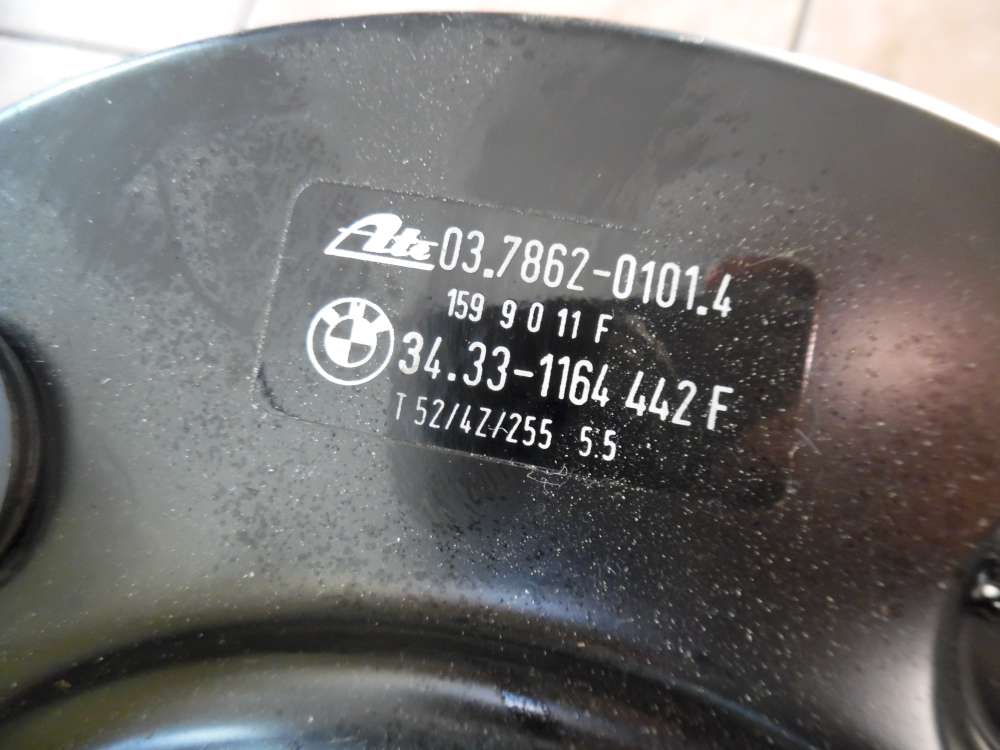 Ate 03.7862-0101.4
159 9 0 11 F
34.33-1164 442 F
T 52/4Z/255 5.5